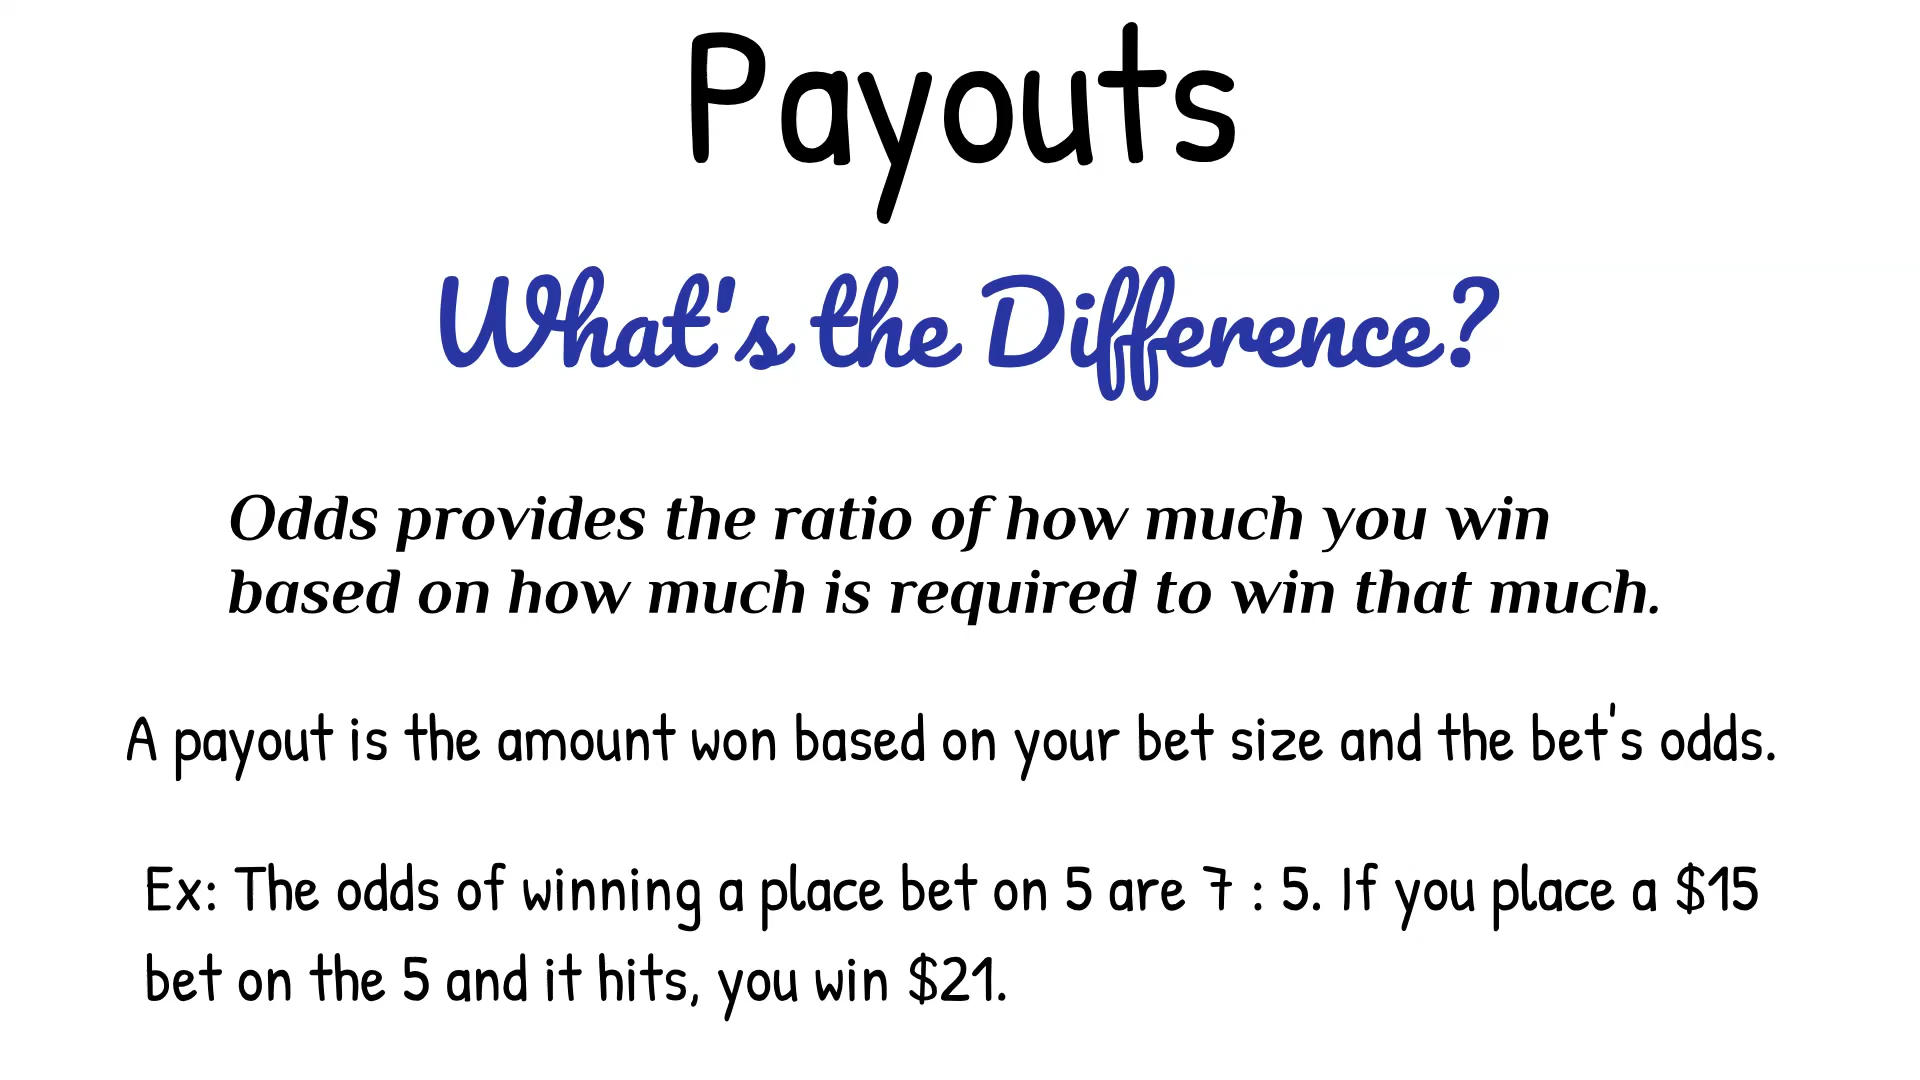 Payouts
What's the Difference?
Odds provides the ratio of how much you win
based on how much is required to win that much.
A payout is the amount won based on your bet size and the bet's odds.
Ex: The odds of winning a place bet on 5 are 7 : 5. If you place a $15
bet on the 5 and it hits, you win $21.